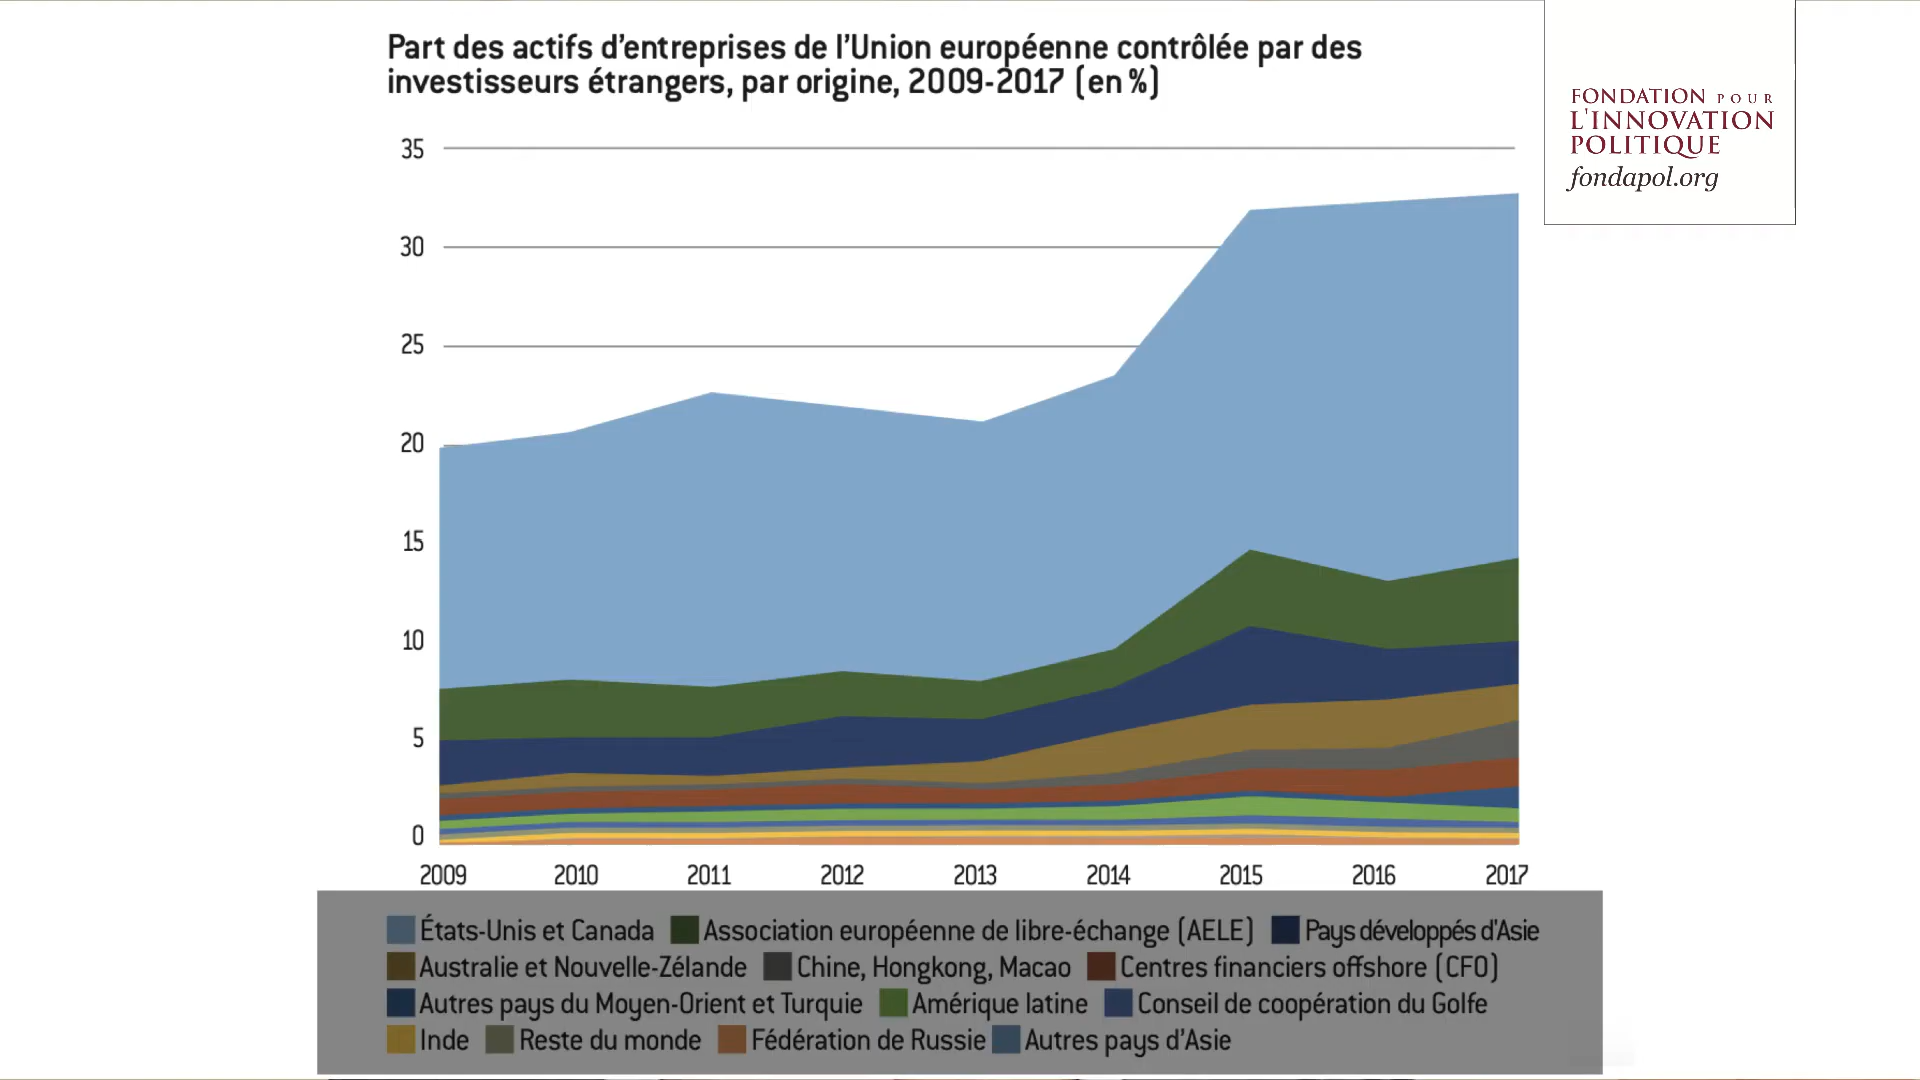 Part des actifs d’entreprises de l’Union européenne contrôlée par des
investisseurs étrangers, par origine, 2009-2017 (en %)
FONDATION POUR
L'INNOVATION
POLITIQUE
fondapol.org
35
30
25
20
15
10
5
0
2009 2010 2011 2012 2013 2014 2015 2016 2017
États-Unis et Canada Association européenne de libre-échange (AELE) Pays développés d'Asie
Australie et Nouvelle-Zélande Chine, Hongkong, Macao Centres financiers offshore (CFO)
Autres pays du Moyen-Orient et Turquie Amérique latine Conseil de coopération du Golfe
Inde Reste du monde Fédération de Russie Autres pays d’Asie